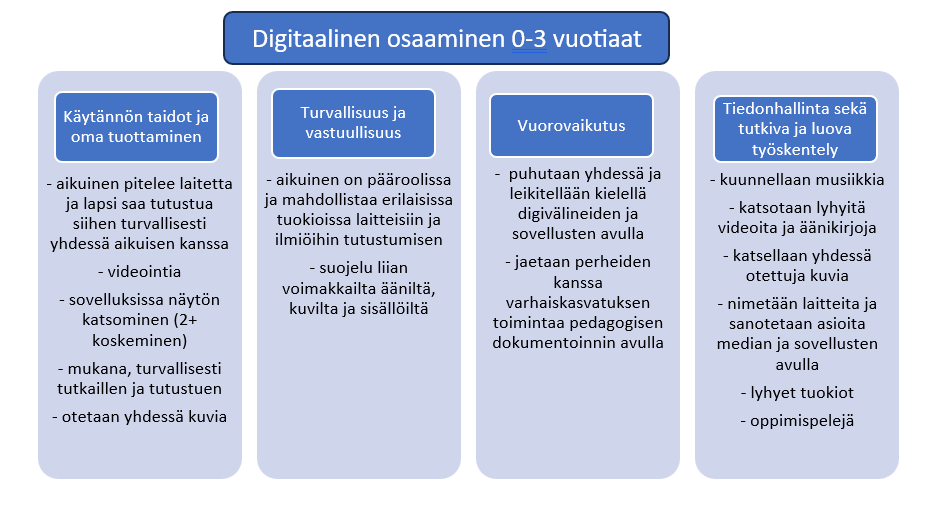 Digitaalinen osaaminen 0-3 vuotiaat
Käytännön taidot ja
oma tuottaminen
- aikuinen pitelee laitetta
ja lapsi saa tutustua
siihen turvallisesti
yhdessä aikuisen kanssa
- videointia
- sovelluksissa näytön
katsominen (2+
koskeminen)
- mukana, turvallisesti
tutkaillen ja tutustuen
- otetaan yhdessä kuvia
Turvallisuus ja
vastuullisuus
- aikuinen on pääroolissa
ja mahdollistaa erilaisissa
tuokioissa laitteisiin ja
ilmiöihin tutustumisen
- suojelu liian
voimakkailta ääniltä,
kuvilta ja sisällöiltä
Vuorovaikutus
- puhutaan yhdessä ja
leikitellään kielellä
digivälineiden ja
sovellusten avulla
- jaetaan perheiden
kanssa
varhaiskasvatuksen
toimintaa pedagogisen
dokumentoinnin avulla
Tiedonhallinta sekä
tutkiva ja luova
työskentely
- kuunnellaan musiikkia
- katsotaan lyhyitä
videoita ja äänikirjoja
- katsellaan yhdessä
otettuja kuvia
- nimetään laitteita ja
sanotetaan asioita
median ja sovellusten
avulla
- lyhyet tuokiot
- oppimispelejä